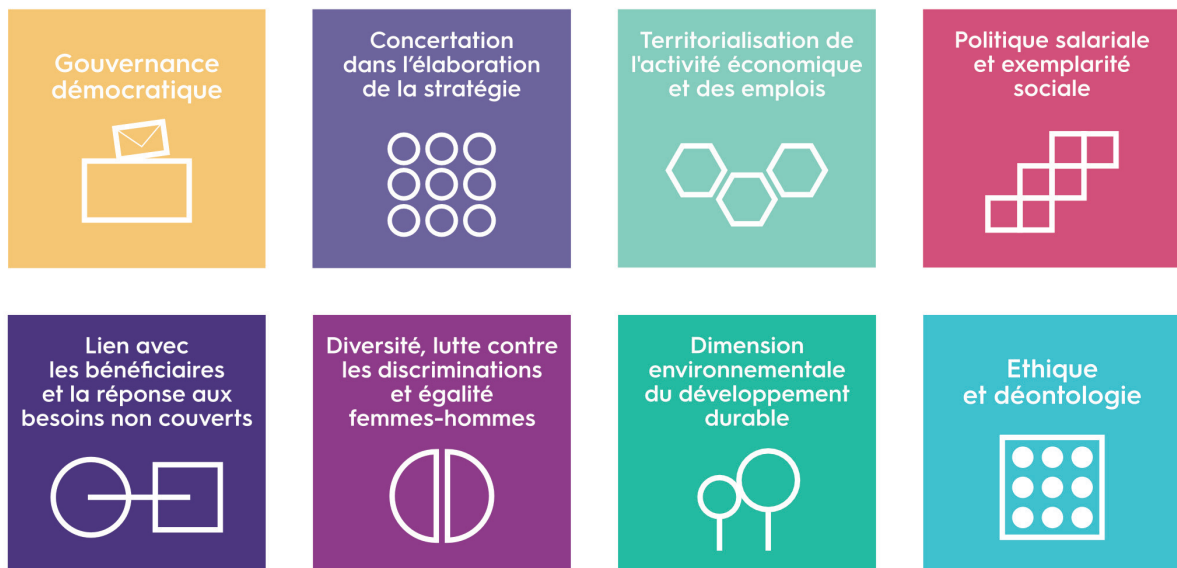 Gouvernance
démocratique
Concertation
dans l'élaboration
de la stratégie
Territorialisation de
l'activité économique
et des emplois
Politique salariale
et exemplarité
sociale
Lien avec
les bénéficiaires
et la réponse aux
besoins non couverts
Diversité, lutte contre
les discriminations
et égalité
femmes-hommes
Dimension
environnementale
du développement
durable
Ethique
et déontologie